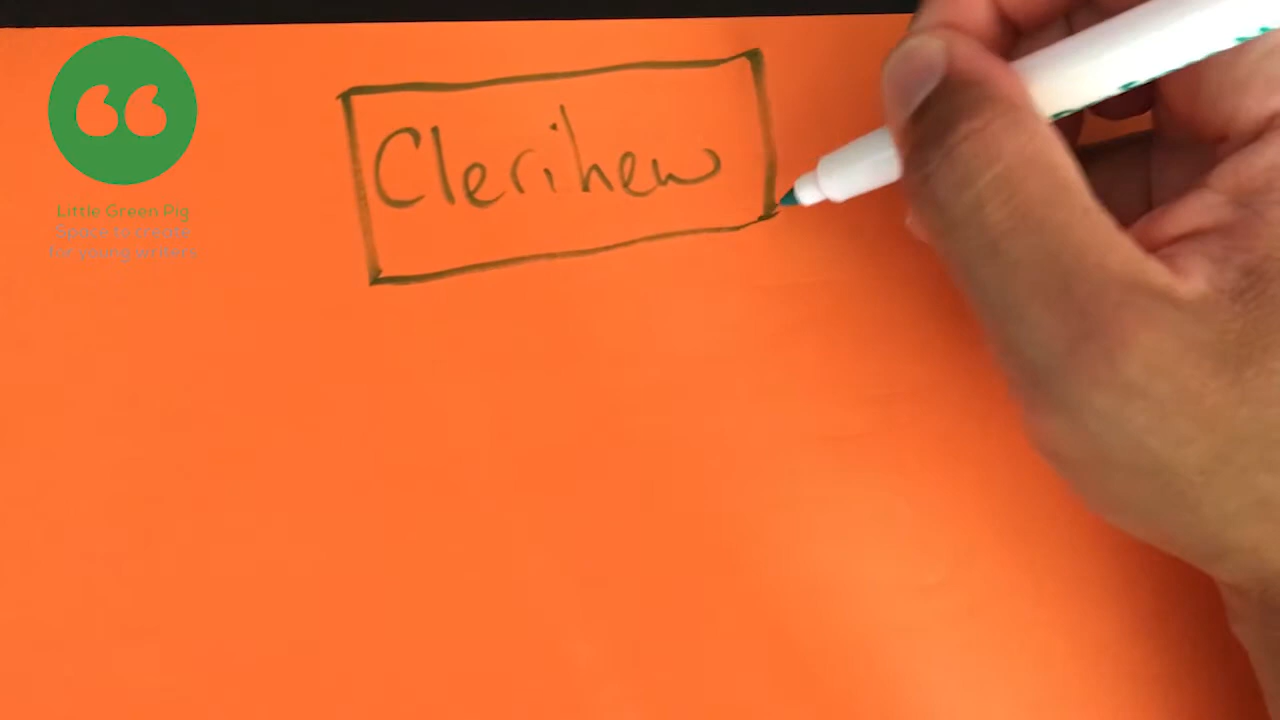 Clerihew
Little Green Pig
Space to create
for young writers